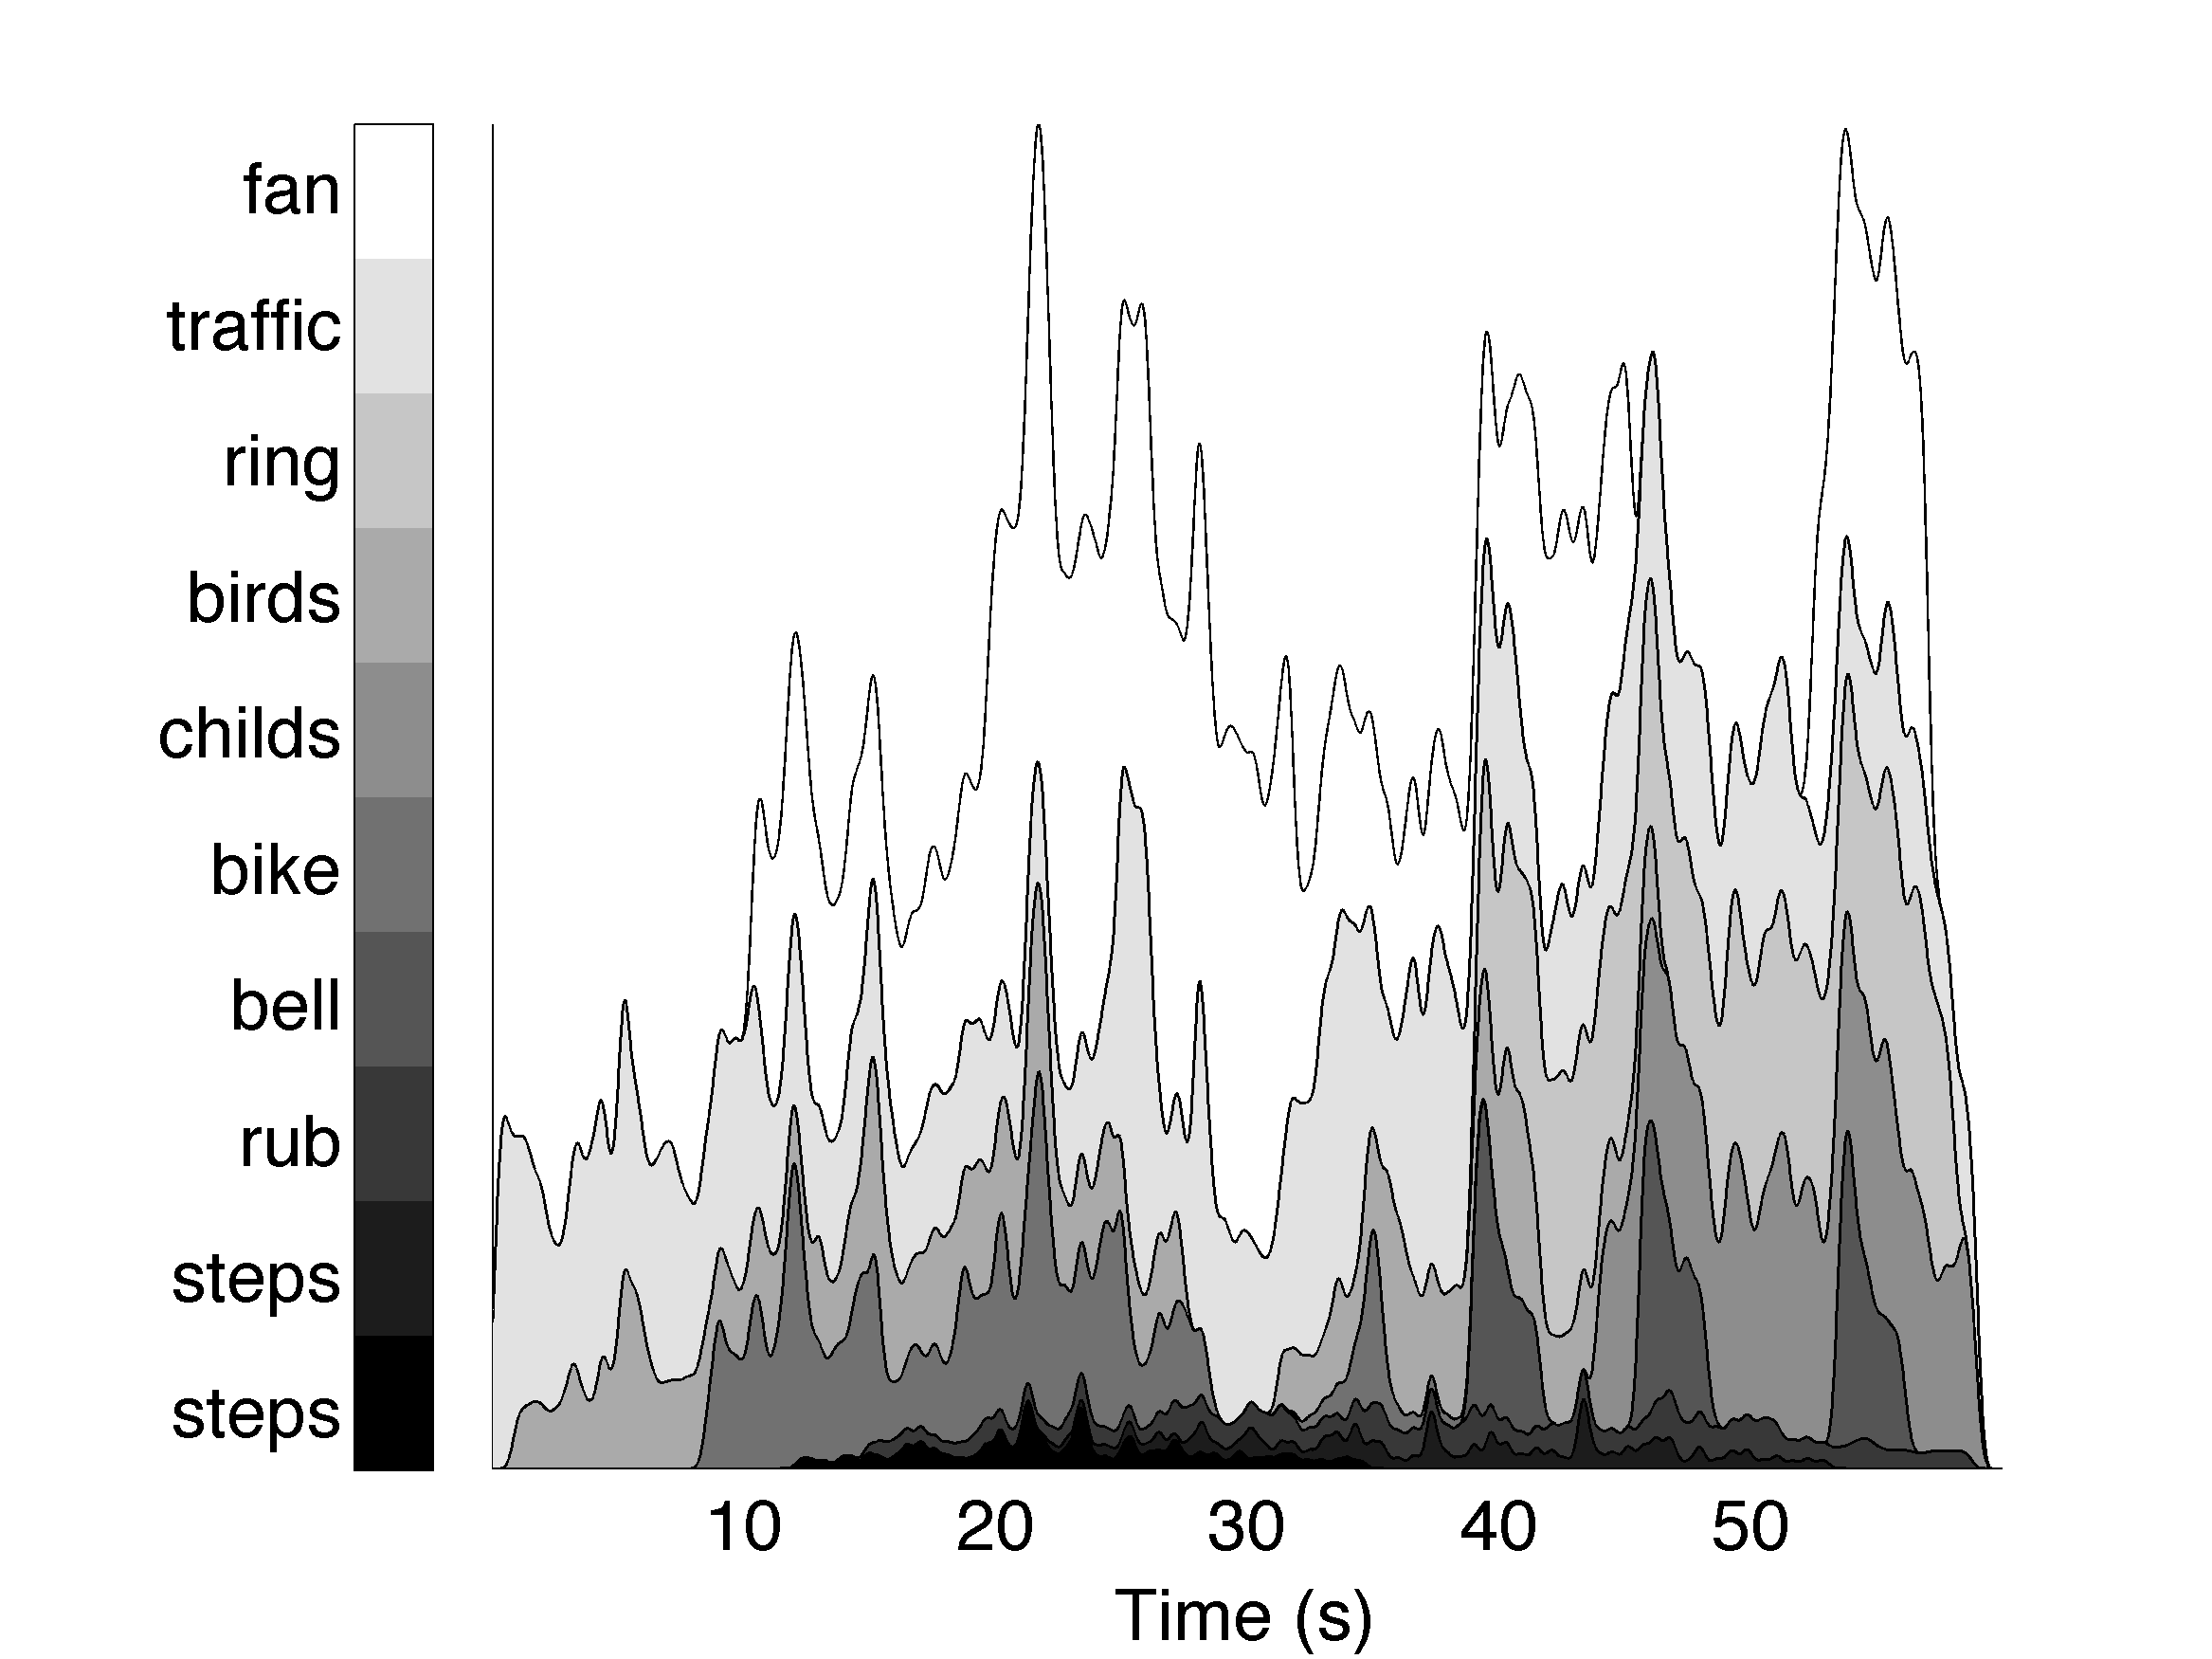 fan
traffic
ring
birds
childs
bike
bell
rub
steps
steps
10 20 30 40 50
Time (s)